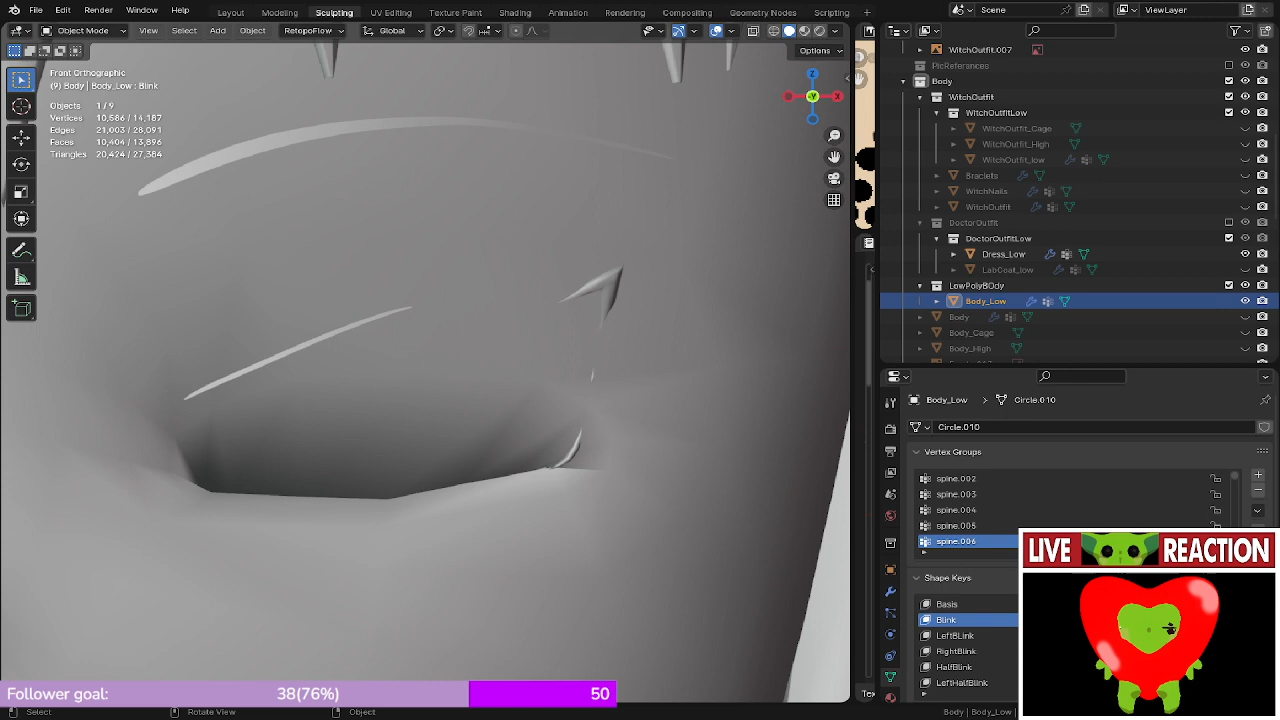 File Edit Render Window Help Layout Modeling Sculpting UV Editing Texture Paint Shading Animation Rendering Compositing Geometry Nodes Scripting + Scene ViewLayer
Object Mode View Select Add Object RetopoFlow Global
Options
Front Orthographic
(9) Body | Body_Low : Blink
Objects 1 / 9
Vertices 10,586 / 14,187
Edges 21,003 / 28,091
Faces 10,404 / 13,896
Triangles 20,424 / 27,384
Z
X
Y
WitchOutfit.007
PicReferances
Body
WitchOutfit
WitchOutfitLow
WitchOutfit_Cage
WitchOutfit_High
WitchOutfit_low
Braclets
WitchNails
WitchOutfit
DoctorOutfit
DoctorOutfitLow
Dress_Low
LabCoat_low
LowPolyBOdy
Body_Low
Body
Body_Cage
Body_High
Body_Low > Circle.010
Circle.010
Vertex Groups
spine.002
spine.003
spine.004
spine.005
spine.006
Shape Keys
Basis
Blink
LeftBLink
RightBlink
HalfBlink
LeftHalfBlink
LIVE REACTION
Follower goal: 38(76%) 50
Select Rotate View Object Body | Body_Low |